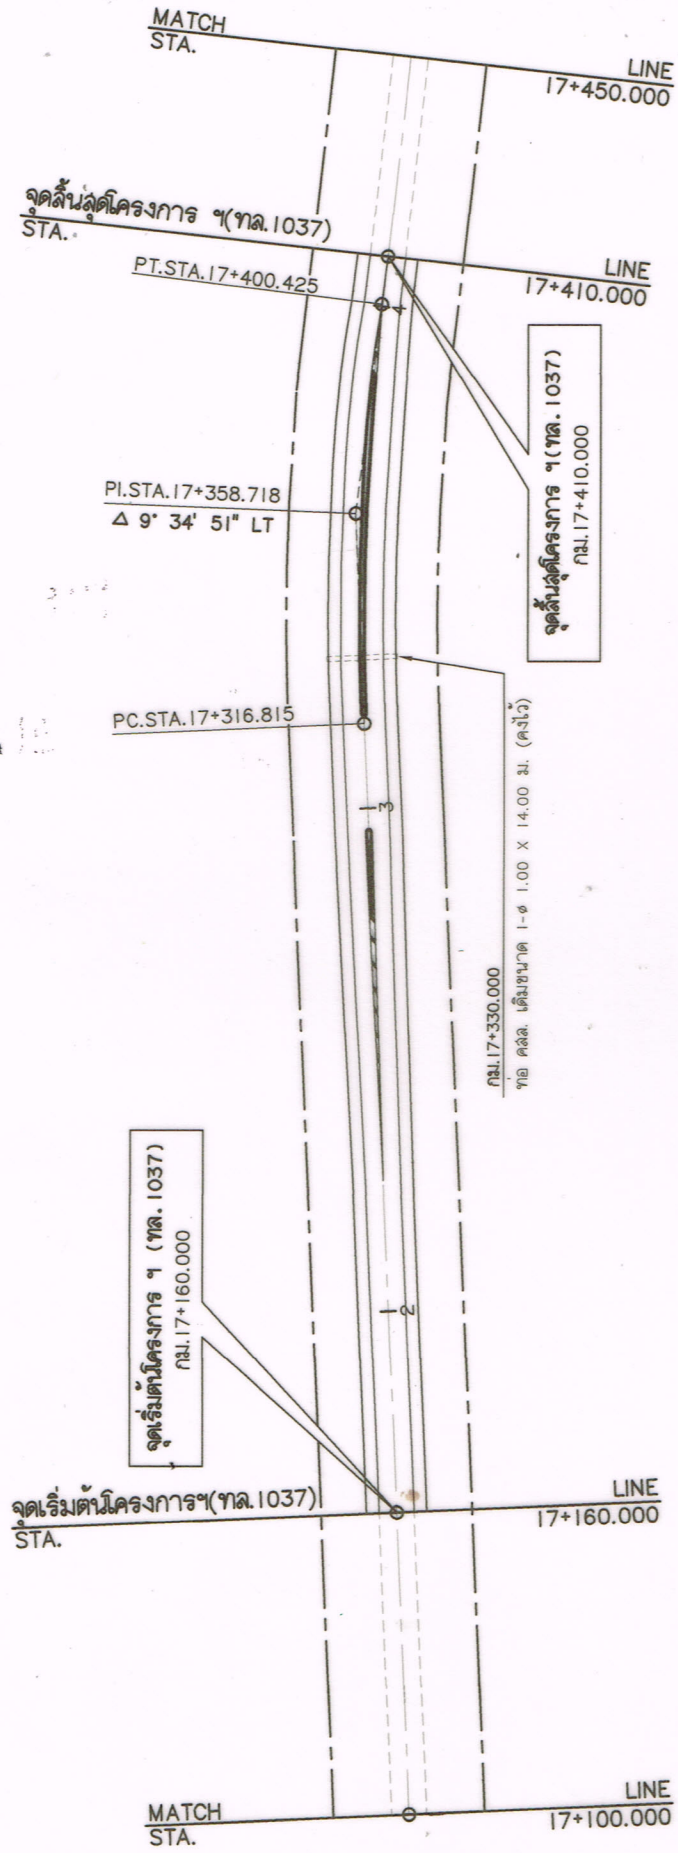 MATCH
STA.
LINE
17+450.000
จุดสิ้นสุดโครงการ ฯ(ทล.1037)
STA.
LINE
17+410.000
PT.STA.17+400.425
4
จุดสิ้นสุดโครงการ ฯ(ทล.1037)
กม.17+410.000
PI.STA.17+358.718
Δ 9° 34' 51" LT
PC.STA.17+316.815
3
กม.17+330.000
ท่อ คสล. เดิมขนาด 1-ø 1.00 X 14.00 ม. (คงไว้)
จุดเริ่มต้นโครงการ ฯ (ทล.1037)
กม.17+160.000
2
จุดเริ่มต้นโครงการฯ(ทล.1037)
STA.
LINE
17+160.000
MATCH
STA.
LINE
17+100.000